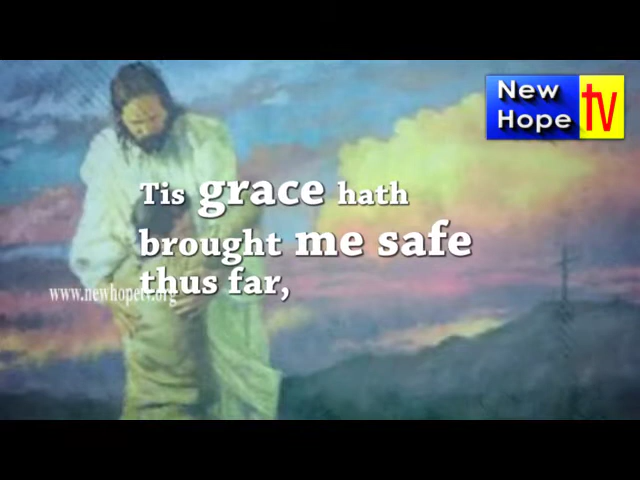 New
Hope
tv
Tis grace hath
brought me safe
thus far,
www.newhopetv.org